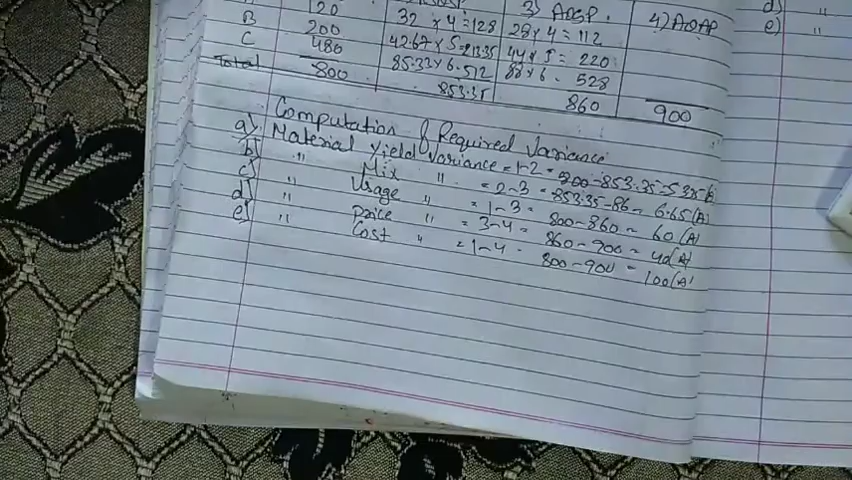 120 3) AQSP. 4) AQAP d) "
B 200 32 x 4 = 128 28 x 4 = 112 e) "
C 480 42.67 x 5 = 213.35 44 x 5 = 220
Total 800 85.33 x 6 = 512 88 x 6 = 528
853.35 860 900
Computation of Required Variance
a) Material Yield Variance = 1-2 = 800-853.35 =
b) " Mix " = 2-3 = 853.35-86 = 6.65(A)
c) " Usage " = 1-3 = 800-860 = 60(A)
d) " Price " = 3-4 = 860-900 = 40(A)
e) " Cost " = 1-4 = 800-900 = 100(A)